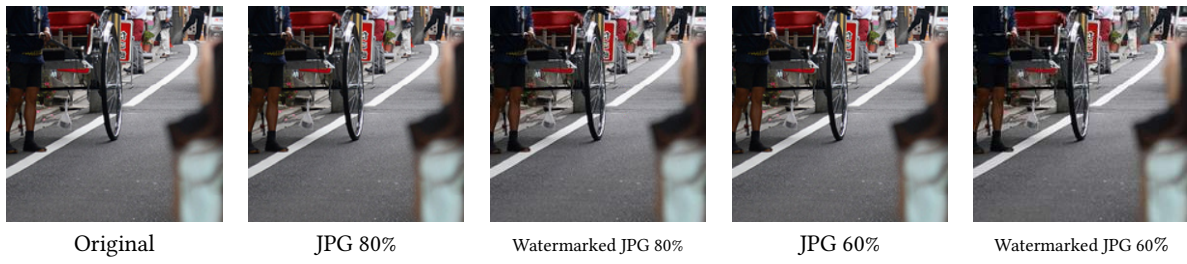 Original
JPG 80%
Watermarked JPG 80%
JPG 60%
Watermarked JPG 60%